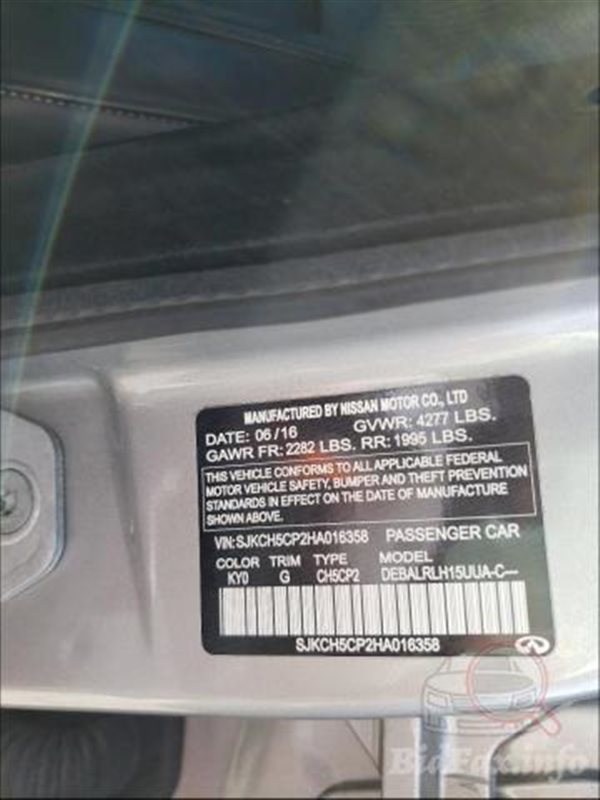 MANUFACTURED BY NISSAN MOTOR CO., LTD
DATE: 06/16 GVWR: 4277 LBS.
GAWR FR: 2282 LBS. RR: 1995 LBS.
THIS VEHICLE CONFORMS TO ALL APPLICABLE FEDERAL
MOTOR VEHICLE SAFETY, BUMPER AND THEFT PREVENTION
STANDARDS IN EFFECT ON THE DATE OF MANUFACTURE
SHOWN ABOVE.
VIN:SJKCH5CP2HA016358 PASSENGER CAR
COLOR TRIM TYPE MODEL
KY0 G CH5CP2 DEBALRLH15UUA-C---
SJKCH5CP2HA016358
BidFax.info